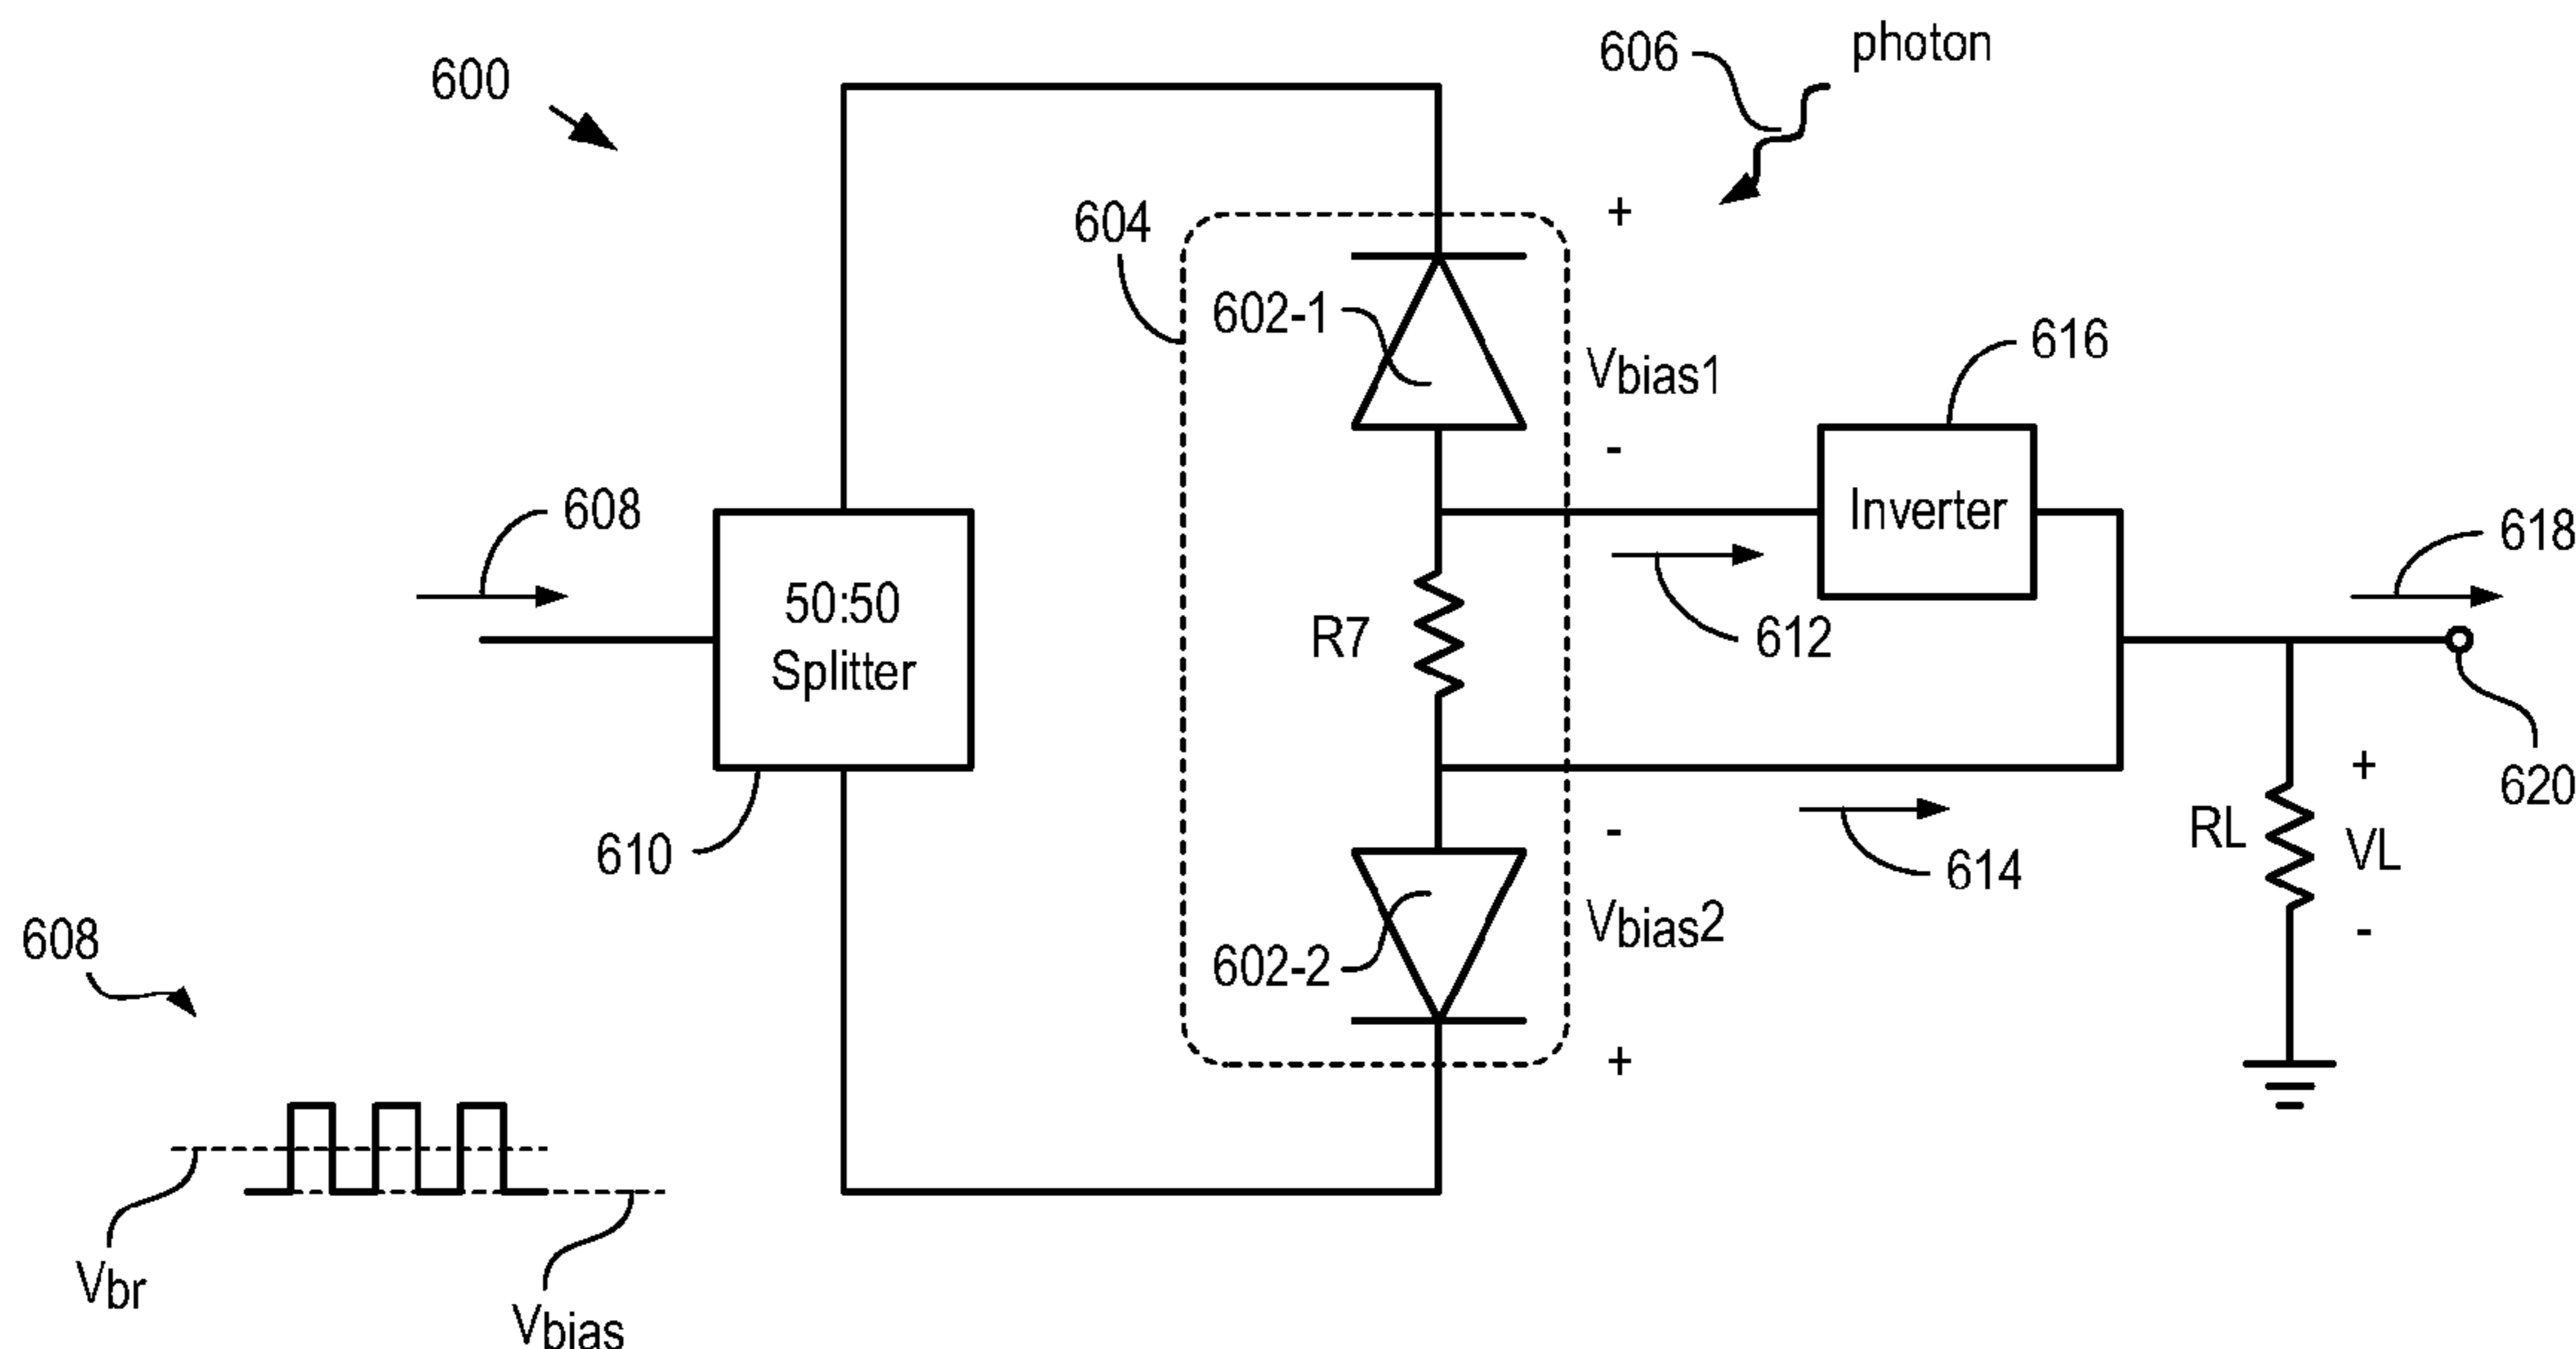 600
606
photon
+
604
602-1
Vbias1
-
616
Inverter
608
50:50
Splitter
R7
612
618
620
610
-
614
RL
+
VL
-
602-2
Vbias2
+
608
Vbr
Vbias